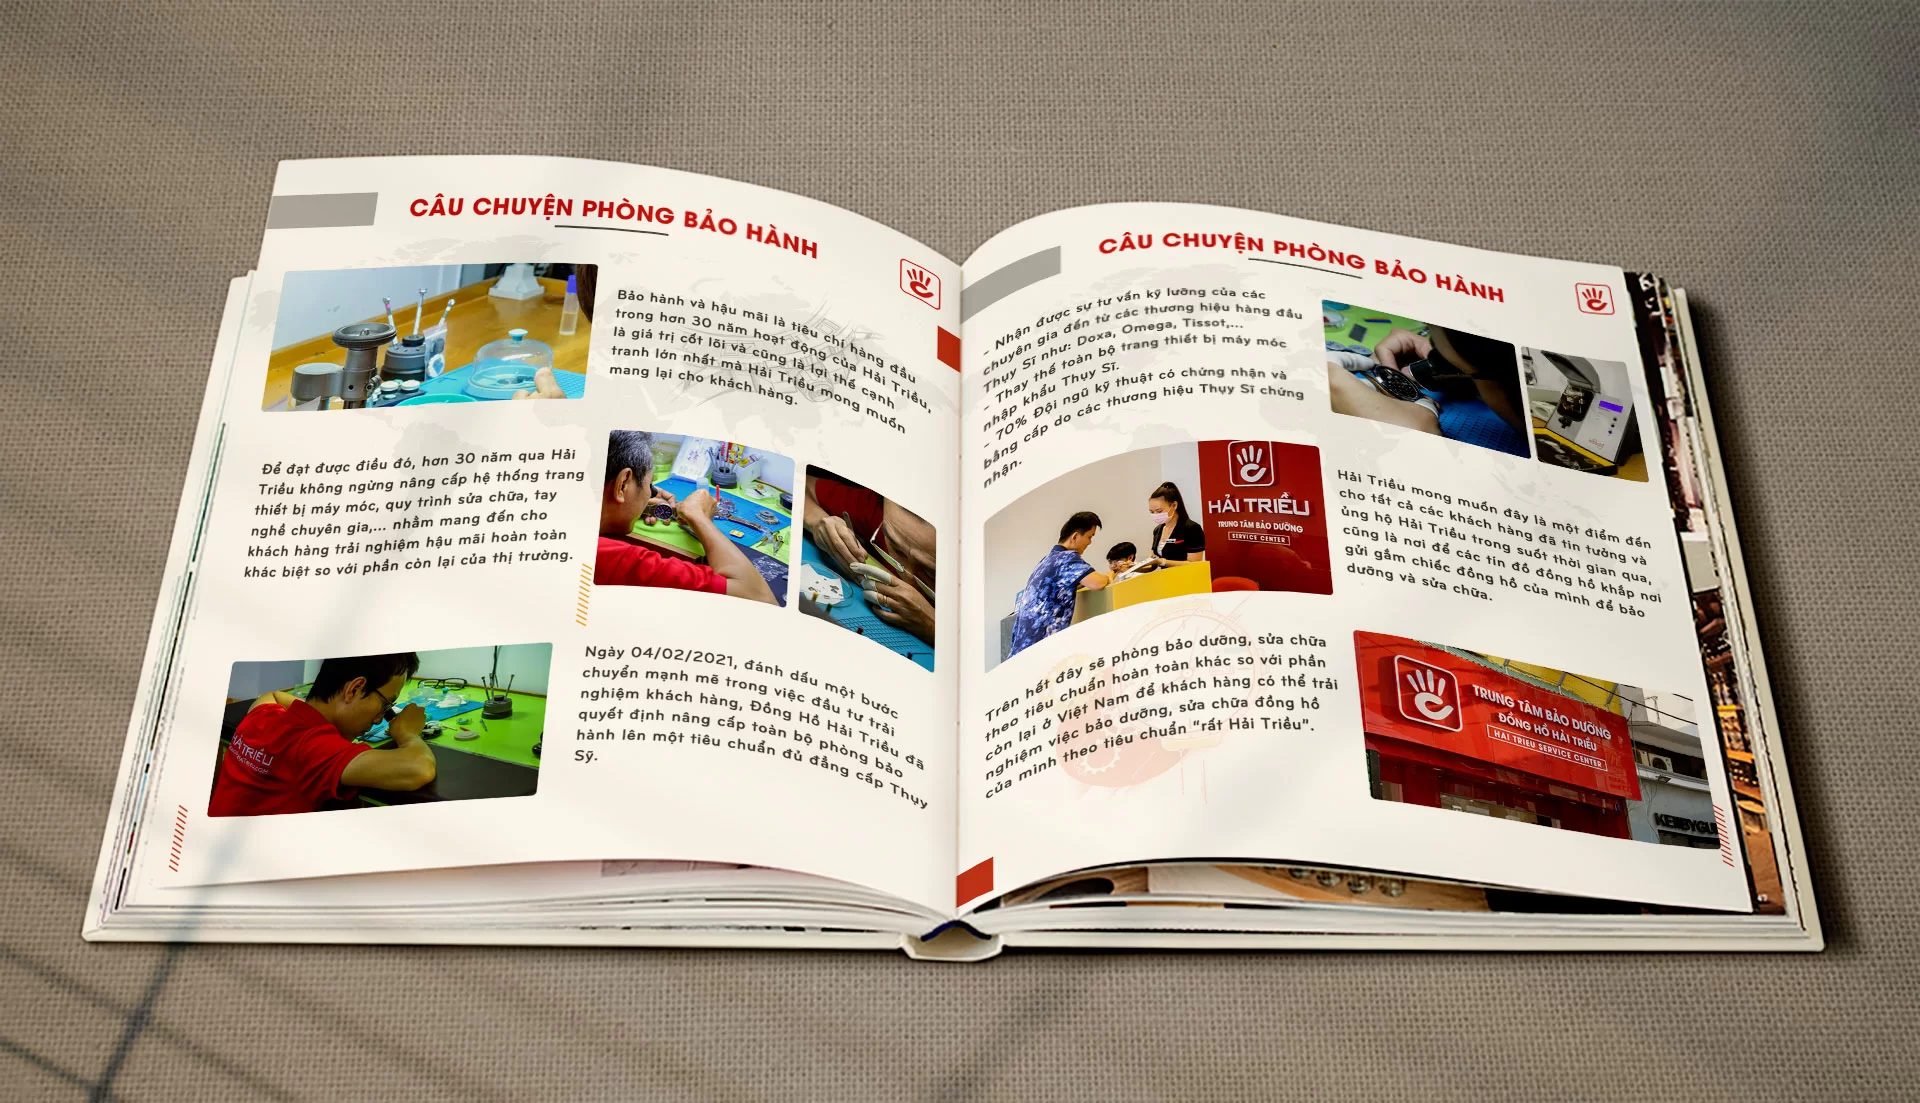 CÂU CHUYỆN PHÒNG BẢO HÀNH
Bảo hành và hậu mãi là tiêu chí hàng đầu
trong hơn 30 năm hoạt động của Hải Triều,
là giá trị cốt lõi và cũng là lợi thế cạnh
tranh lớn nhất mà Hải Triều mong muốn
mang lại cho khách hàng.
Để đạt được điều đó, hơn 30 năm qua Hải
Triều không ngừng nâng cấp hệ thống trang
thiết bị máy móc, quy trình sửa chữa, tay
nghề chuyên gia,... nhằm mang đến cho
khách hàng trải nghiệm hậu mãi hoàn toàn
khác biệt so với phần còn lại của thị trường.
HẢI TRIỀU
Ngày 04/02/2021, đánh dấu một bước
chuyển mạnh mẽ trong việc đầu tư trải
nghiệm khách hàng, Đồng Hồ Hải Triều đã
quyết định nâng cấp toàn bộ phòng bảo
hành lên một tiêu chuẩn đủ đẳng cấp Thụy
Sỹ.
CÂU CHUYỆN PHÒNG BẢO HÀNH
- Nhận được sự tư vấn kỹ lưỡng của các
chuyên gia đến từ các thương hiệu hàng đầu
Thụy Sĩ như: Doxa, Omega, Tissot,...
- Thay thế toàn bộ trang thiết bị máy móc
nhập khẩu Thụy Sĩ.
- 70% Đội ngũ kỹ thuật có chứng nhận và
bằng cấp do các thương hiệu Thụy Sĩ chứng
nhận.
HẢI TRIỀU
TRUNG TÂM BẢO DƯỠNG
SERVICE CENTER
Hải Triều mong muốn đây là một điểm đến
cho tất cả các khách hàng đã tin tưởng và
ủng hộ Hải Triều trong suốt thời gian qua,
cũng là nơi để các tín đồ đồng hồ khắp nơi
gửi gắm chiếc đồng hồ của mình để bảo
dưỡng và sửa chữa.
Trên hết đây sẽ phòng bảo dưỡng, sửa chữa
theo tiêu chuẩn hoàn toàn khác so với phần
còn lại ở Việt Nam để khách hàng có thể trải
nghiệm việc bảo dưỡng, sửa chữa đồng hồ
của mình theo tiêu chuẩn "rất Hải Triều".
TRUNG TÂM BẢO DƯỠNG
ĐỒNG HỒ HẢI TRIỀU
HAI TRIEU SERVICE CENTER